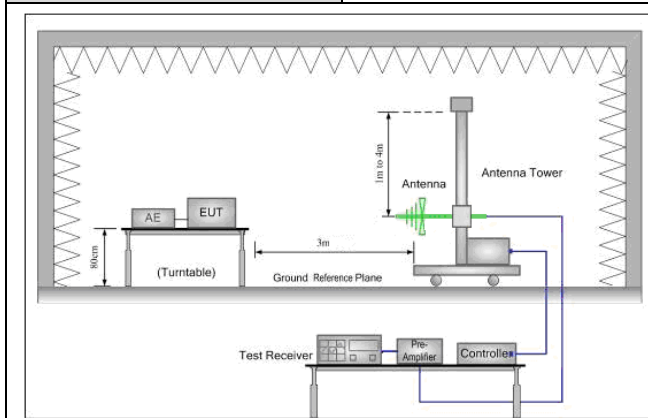 1m to 4m
Antenna
Antenna Tower
AE
EUT
80cm
(Turntable)
3m
Ground Reference Plane
Test Receiver
Pre-
Amplifier
Controller